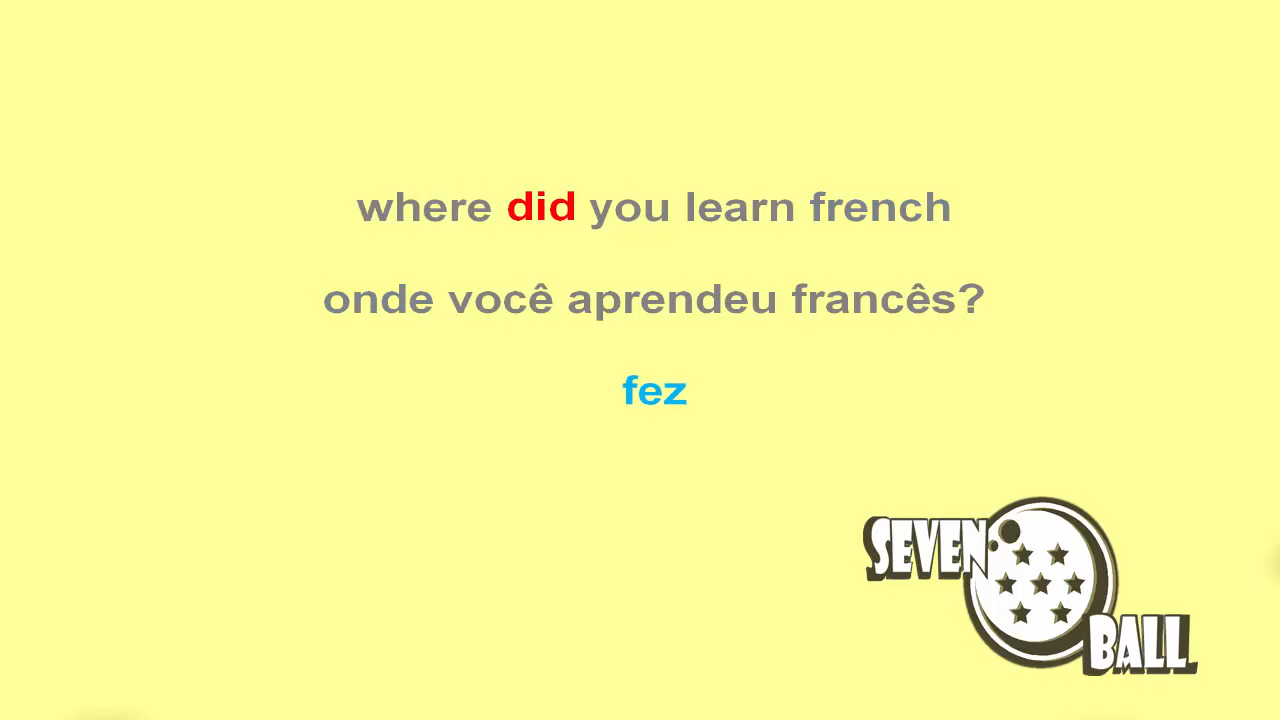 where did you learn french
onde você aprendeu francês?
fez
SEVEN
BALL